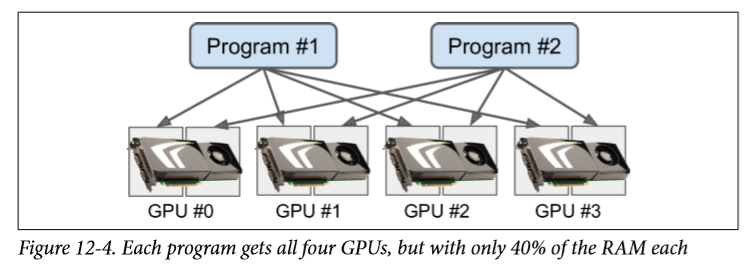 Program #1
Program #2
GPU #0
GPU #1
GPU #2
GPU #3
Figure 12-4. Each program gets all four GPUs, but with only 40% of the RAM each